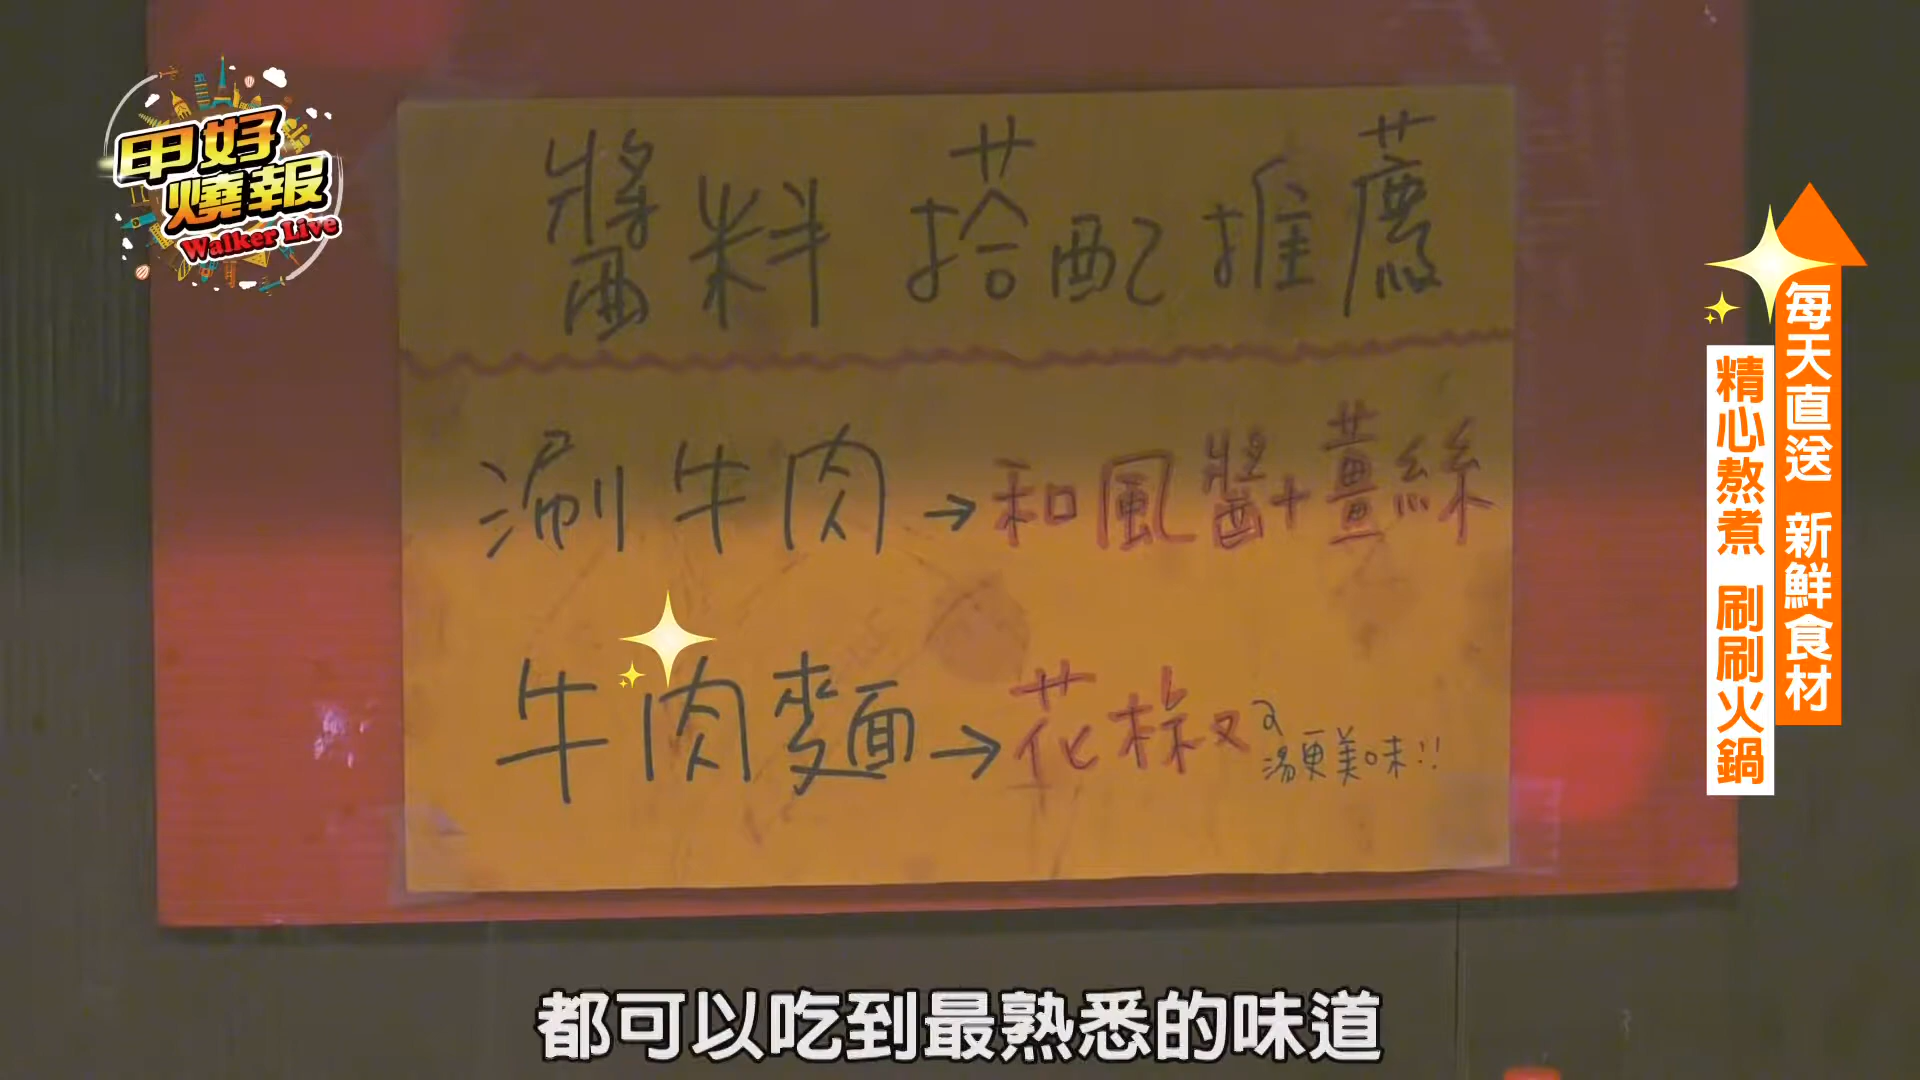 甲好
燒報
Walker Live
醬料 搭配推薦
涮牛肉→和風醬+薑絲
牛肉麵→花椒
湯更美味!!
每天直送 新鮮食材
精心熬煮 刷刷火鍋
都可以吃到最熟悉的味道